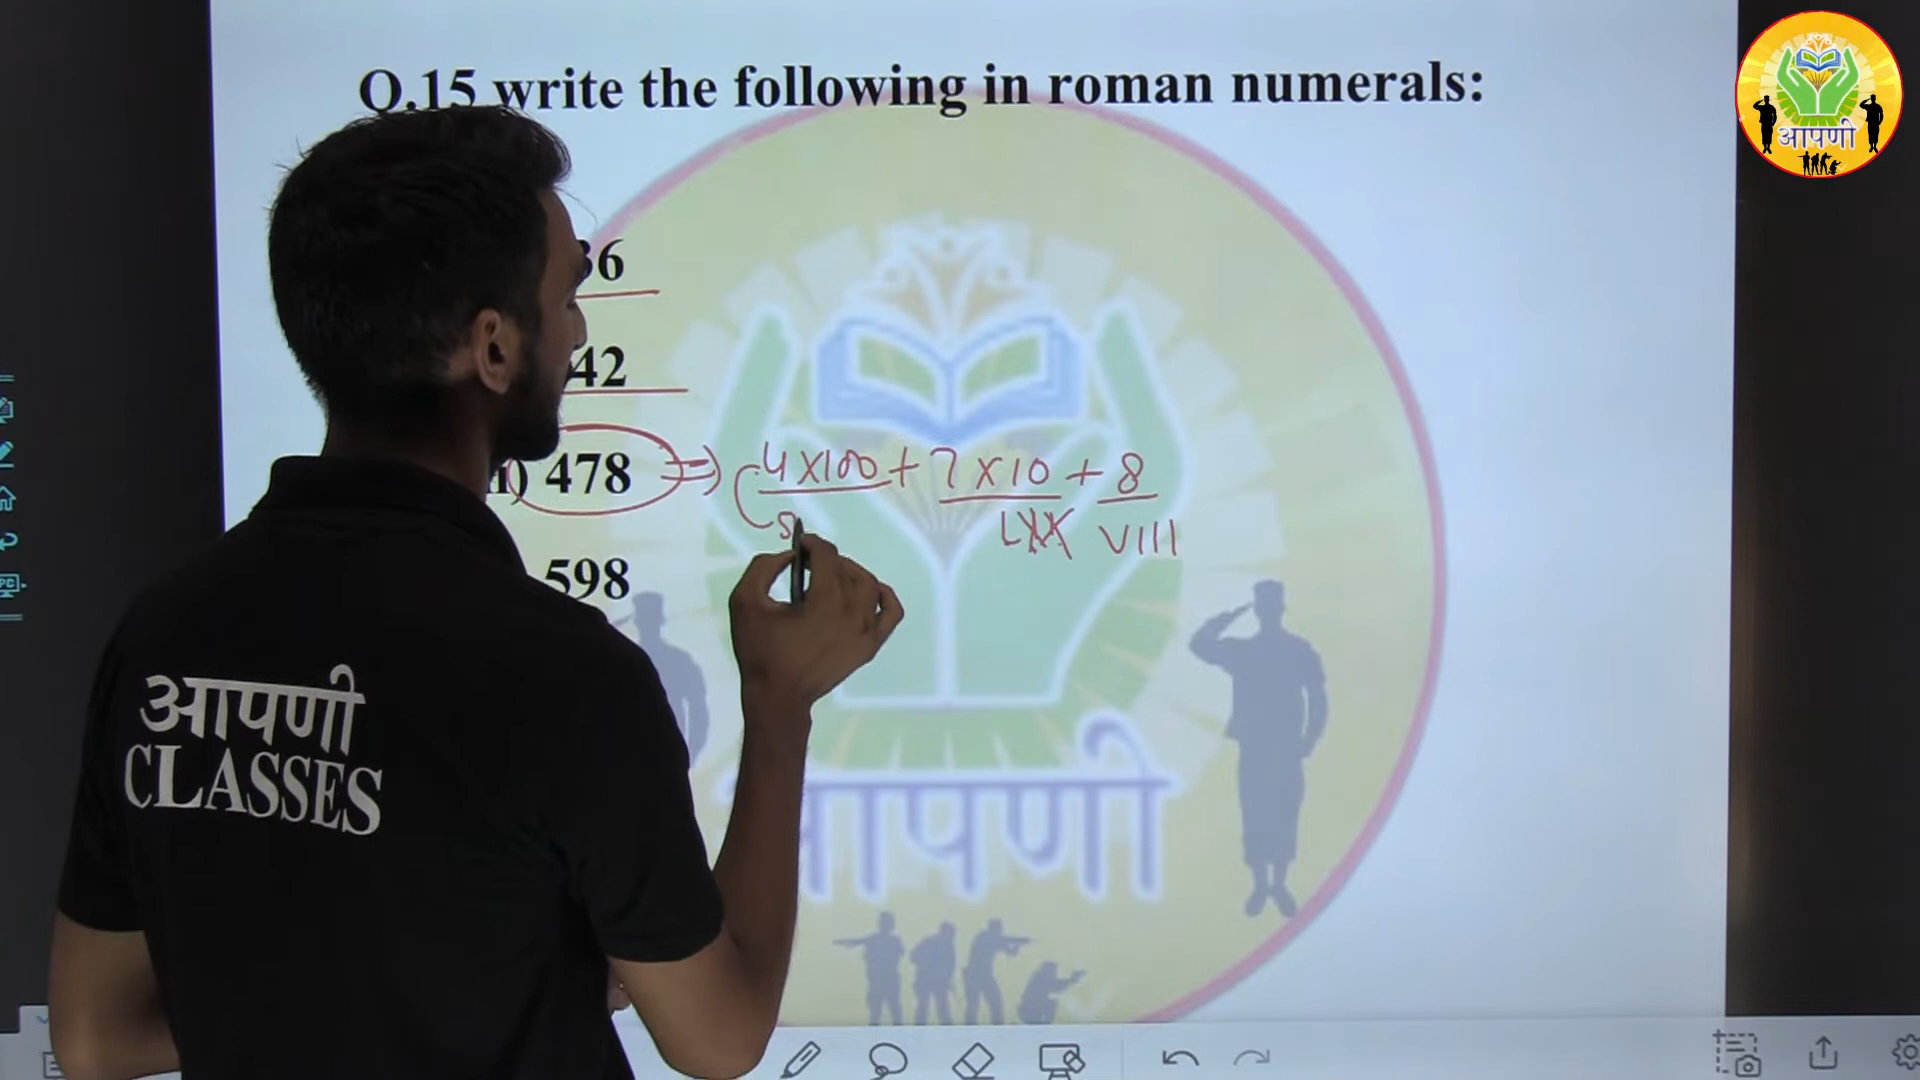 Q.15 write the following in roman numerals:
आपणी
36
42
478 ⇒ 4×100 + 7×10 + 8
LXX VIII
598
आपणी
CLASSES
आपणी